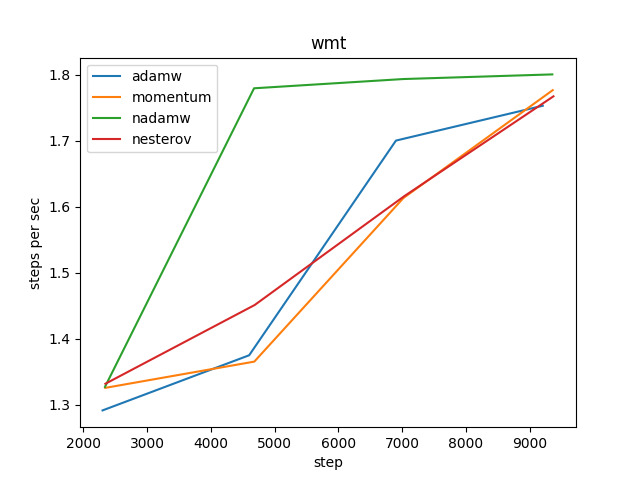 wmt
adamw
momentum
nadamw
nesterov
steps per sec
1.8
1.7
1.6
1.5
1.4
1.3
2000 3000 4000 5000 6000 7000 8000 9000
step